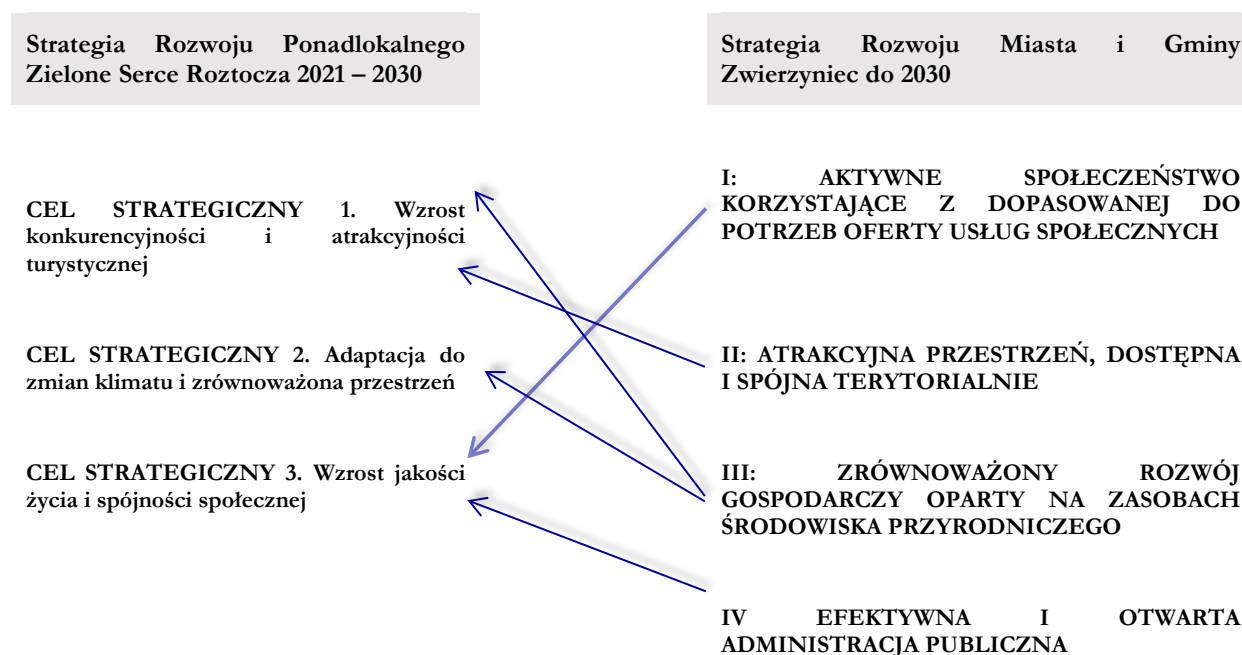 Strategia Rozwoju Ponadlokalnego
Zielone Serce Roztocza 2021 – 2030
CEL STRATEGICZNY 1. Wzrost
konkurencyjności i atrakcyjności
turystycznej
CEL STRATEGICZNY 2. Adaptacja do
zmian klimatu i zrównoważona przestrzeń
CEL STRATEGICZNY 3. Wzrost jakości
życia i spójności społecznej
Strategia Rozwoju Miasta i Gminy
Zwierzyniec do 2030
I: AKTYWNE SPOŁECZEŃSTWO
KORZYSTAJĄCE Z DOPASOWANEJ DO
POTRZEB OFERTY USŁUG SPOŁECZNYCH
II: ATRAKCYJNA PRZESTRZEŃ, DOSTĘPNA
I SPÓJNA TERYTORIALNIE
III: ZRÓWNOWAŻONY ROZWÓJ
GOSPODARCZY OPARTY NA ZASOBACH
ŚRODOWISKA PRZYRODNICZEGO
IV EFEKTYWNA I OTWARTA
ADMINISTRACJA PUBLICZNA